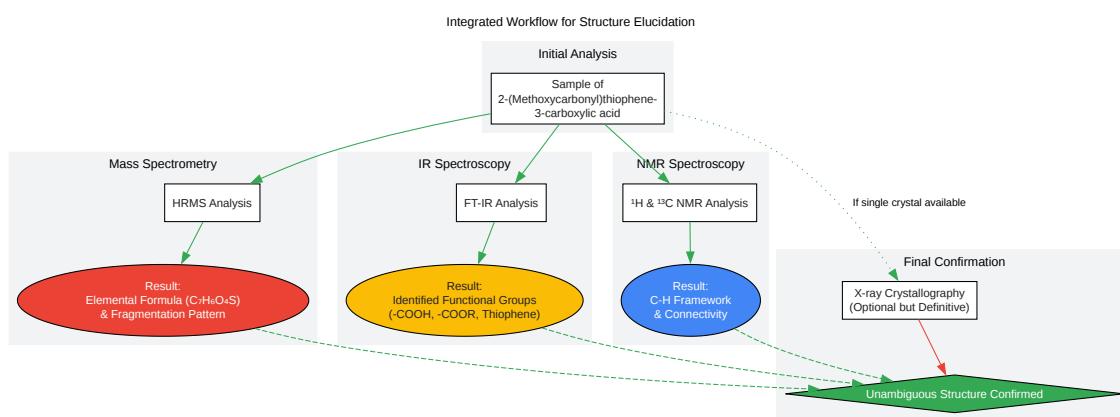 Integrated Workflow for Structure Elucidation
Initial Analysis
Sample of
2-(Methoxycarbonyl)thiophene-
3-carboxylic acid
Mass Spectrometry
IR Spectroscopy
NMR Spectroscopy
HRMS Analysis
FT-IR Analysis
¹H & ¹³C NMR Analysis
If single crystal available
Result:
Elemental Formula (C₇H₆O₄S)
& Fragmentation Pattern
Result:
Identified Functional Groups
(-COOH, -COOR, Thiophene)
Result:
C-H Framework
& Connectivity
Final Confirmation
X-ray Crystallography
(Optional but Definitive)
Unambiguous Structure Confirmed